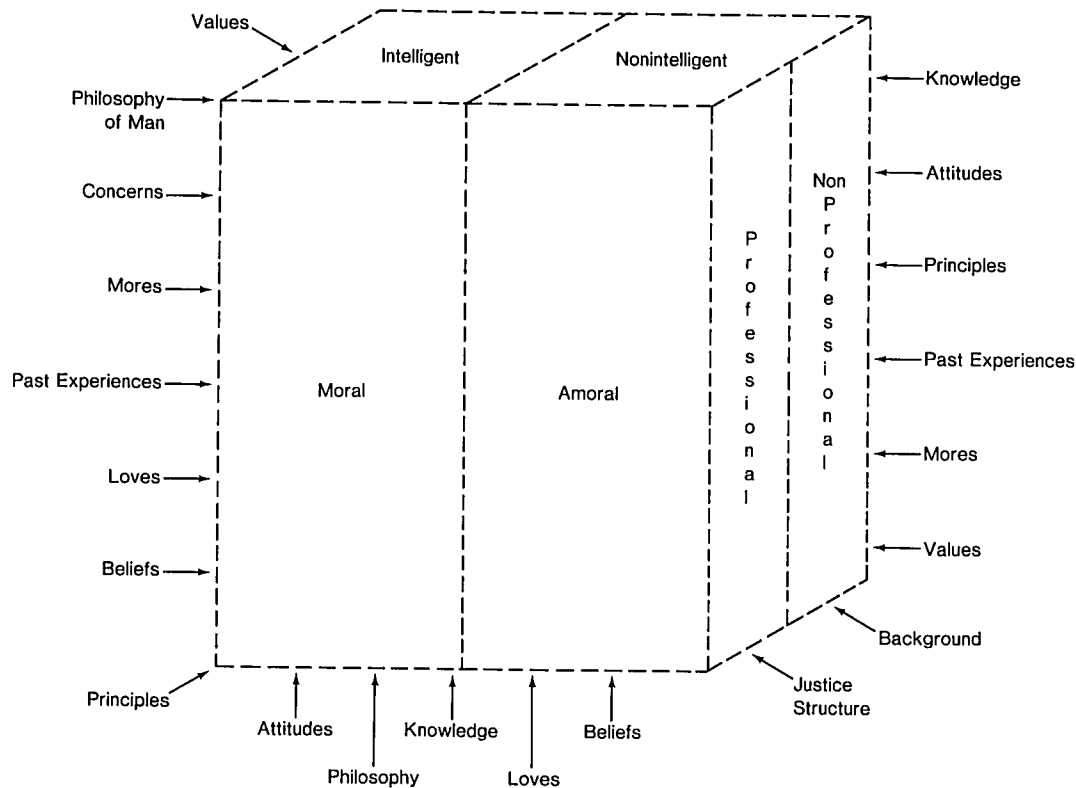 Values
Intelligent
Nonintelligent
Philosophy
of Man
Knowledge
Concerns
Attitudes
Non
Professional
Professional
Mores
Principles
Past Experiences
Moral
Amoral
Past Experiences
Loves
Mores
Beliefs
Values
Background
Principles
Justice
Structure
Attitudes
Knowledge
Beliefs
Philosophy
Loves